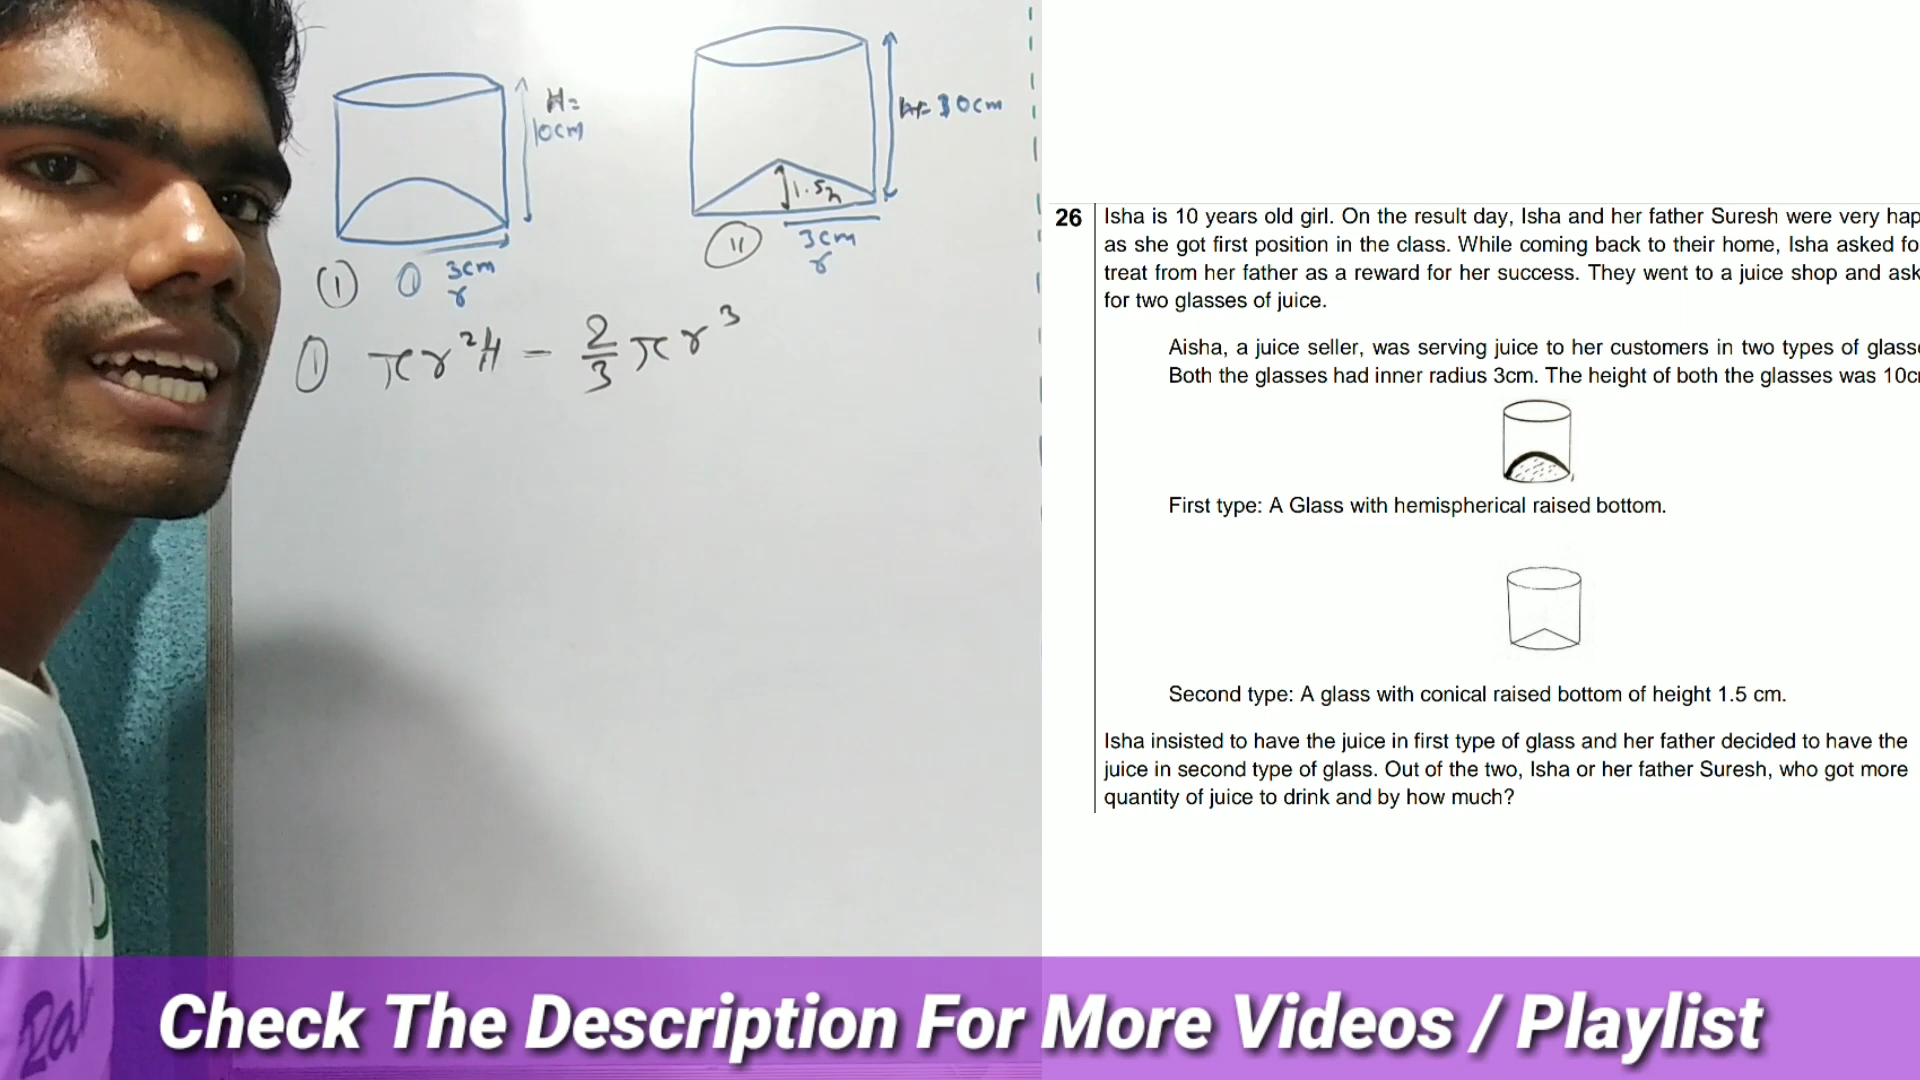 H=
10cm
H=10cm
1.5h
3cm
r
3cm
r
①
①
11
① πr²H - 2/3 πr³
26
Isha is 10 years old girl. On the result day, Isha and her father Suresh were very hap
as she got first position in the class. While coming back to their home, Isha asked fo
treat from her father as a reward for her success. They went to a juice shop and ask
for two glasses of juice.
Aisha, a juice seller, was serving juice to her customers in two types of glass
Both the glasses had inner radius 3cm. The height of both the glasses was 10c
First type: A Glass with hemispherical raised bottom.
Second type: A glass with conical raised bottom of height 1.5 cm.
Isha insisted to have the juice in first type of glass and her father decided to have the
juice in second type of glass. Out of the two, Isha or her father Suresh, who got more
quantity of juice to drink and by how much?
Check The Description For More Videos / Playlist